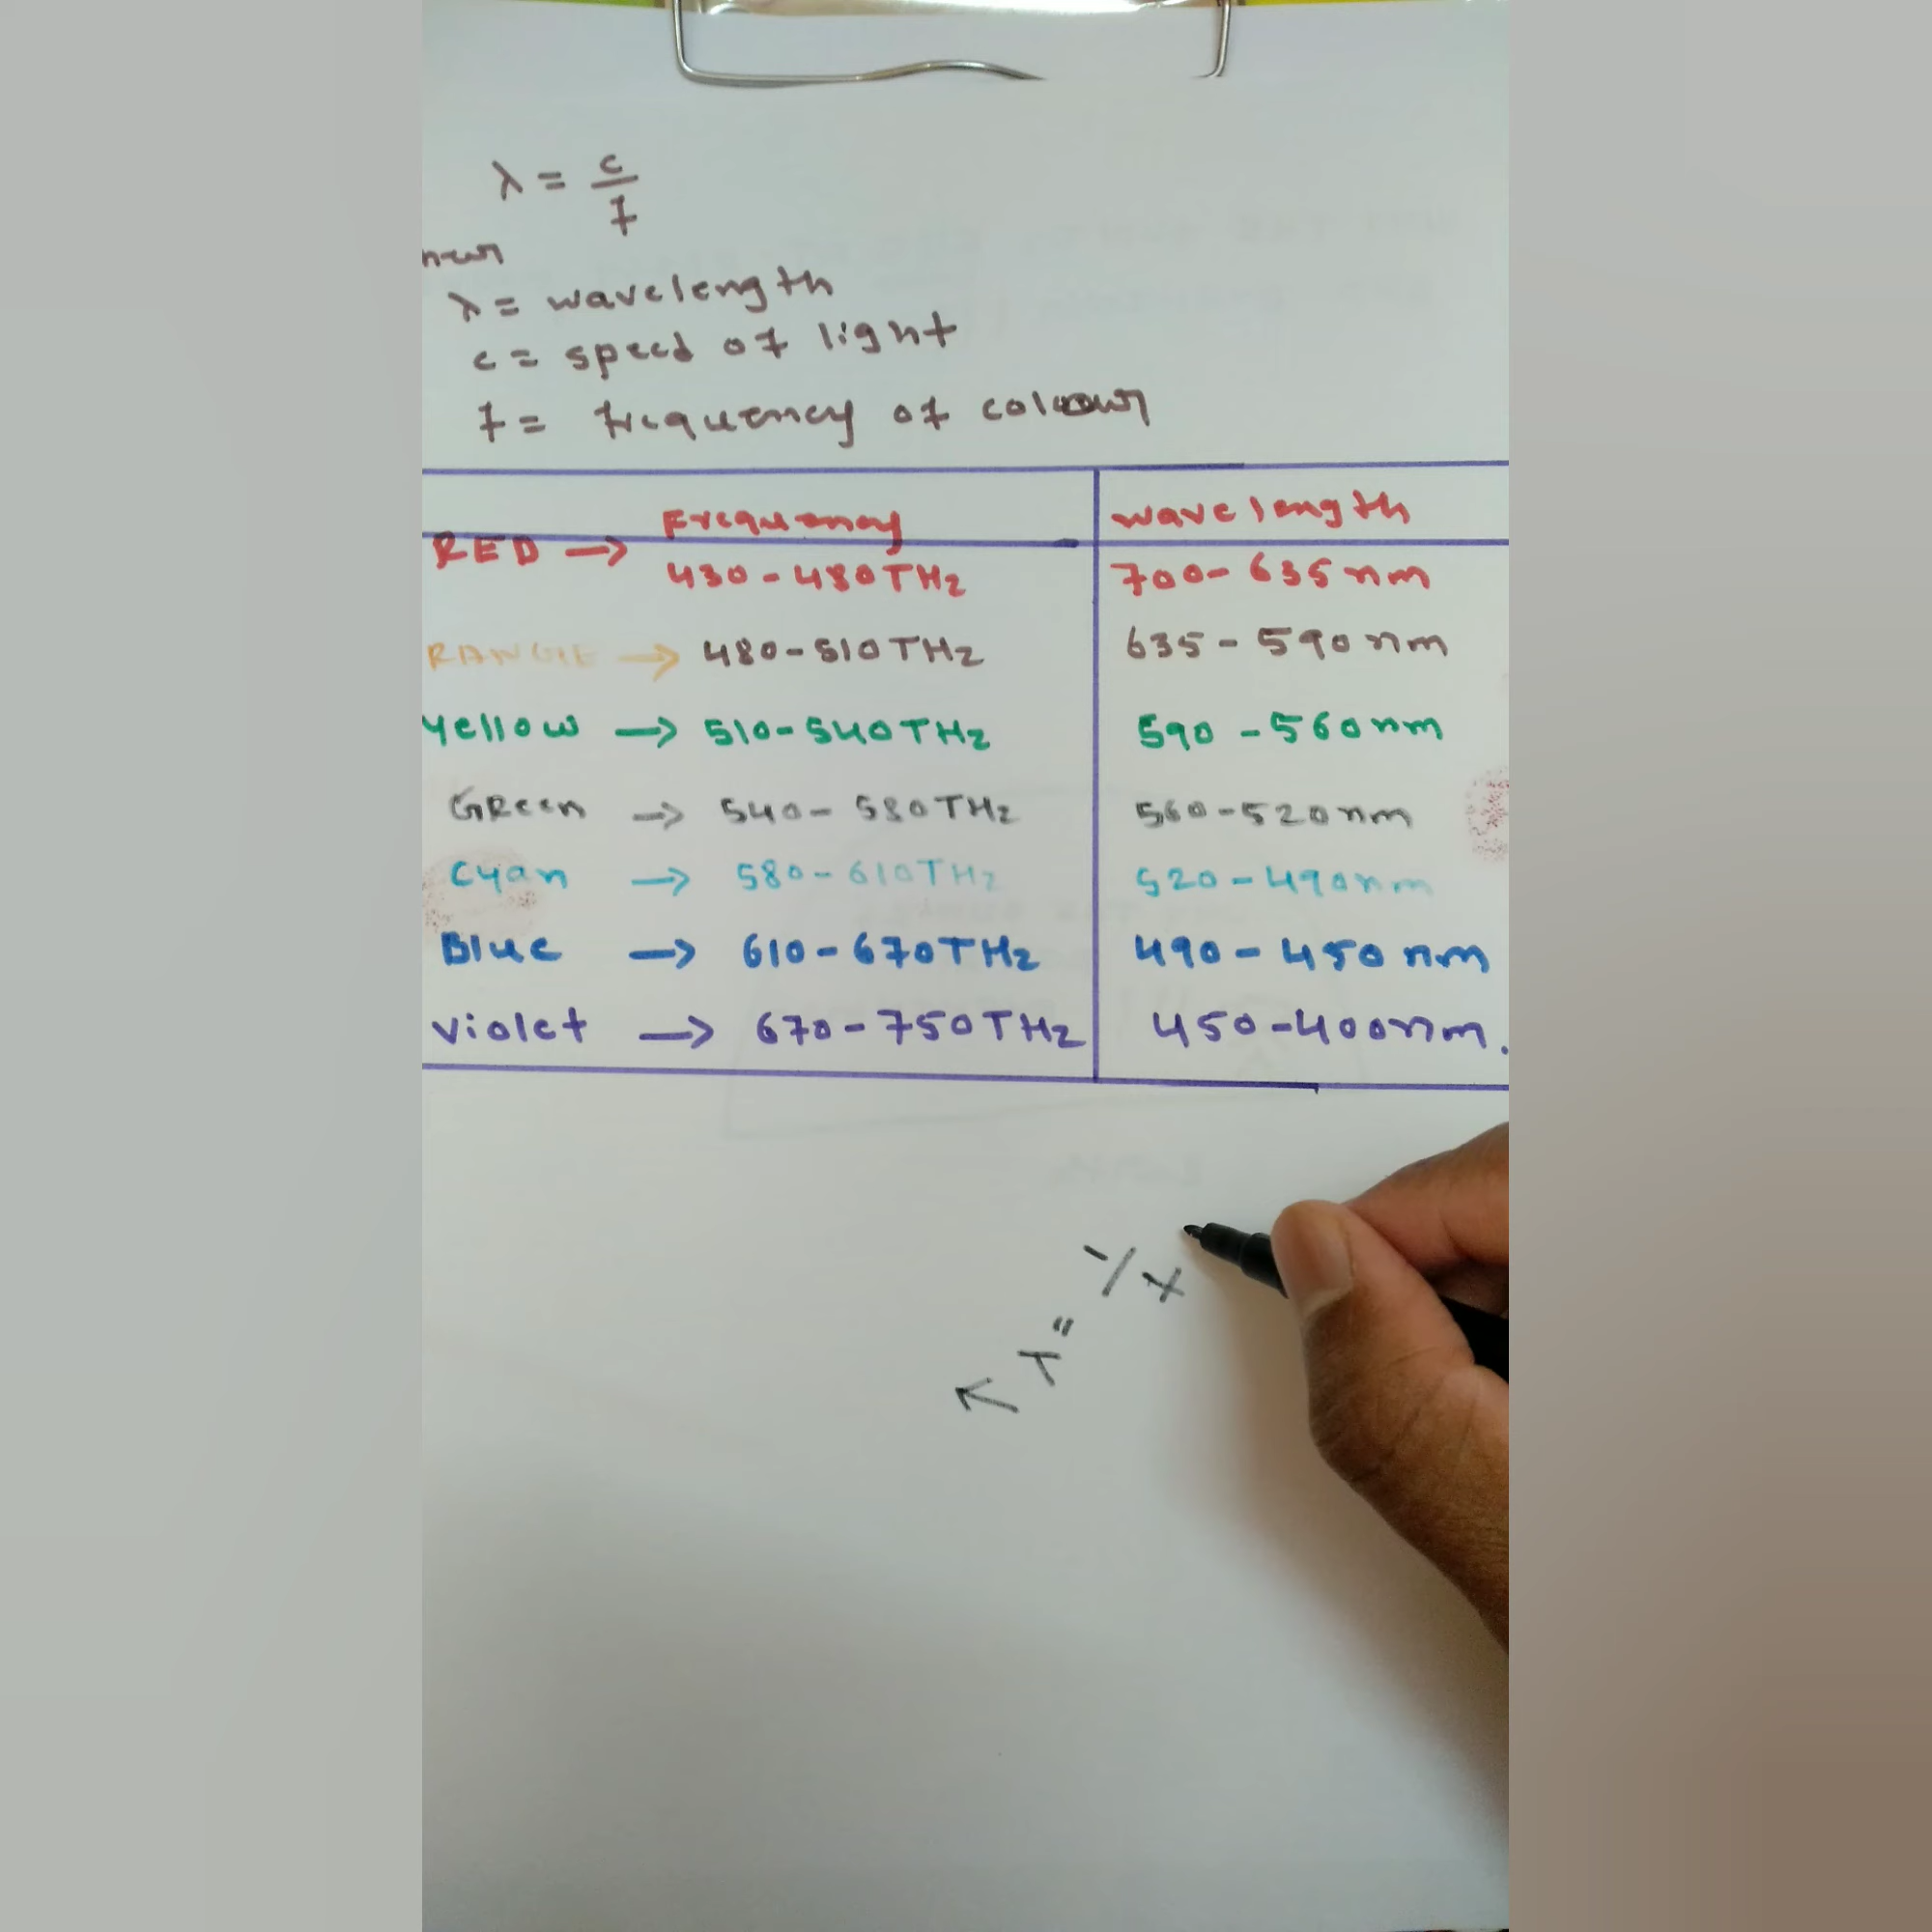 λ = c/f
λ = wavelength
c = speed of light
f = frequency of colour
Frequency wavelength
RED → 430-480THz 700-635nm
RANGE → 480-510THz 635-590nm
Yellow → 510-540THz 590-560nm
GReen → 540-580THz 560-520nm
Cyan → 580-610THz 520-490nm
Blue → 610-670THz 490-450nm
Violet → 670-750THz 450-400nm.